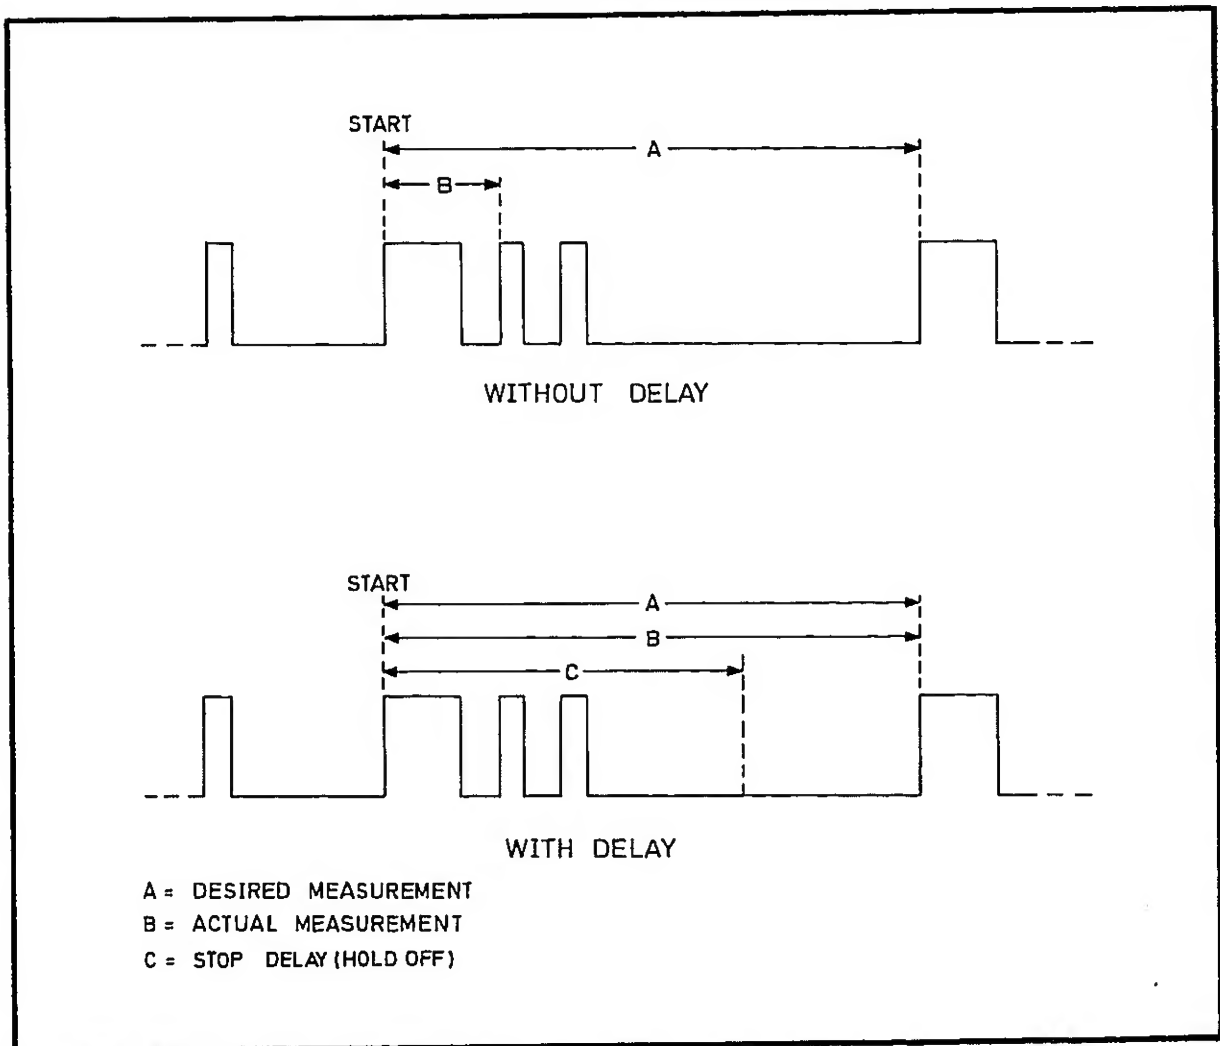 START
A
B
WITHOUT DELAY
START
A
B
C
WITH DELAY
A = DESIRED MEASUREMENT
B = ACTUAL MEASUREMENT
C = STOP DELAY (HOLD OFF)